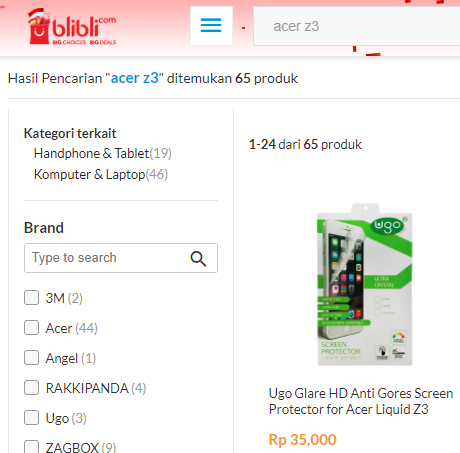 blibli.com
BIG CHOICES BIG DEALS
acer z3
Hasil Pencarian "acer z3" ditemukan 65 produk
Kategori terkait
Handphone & Tablet(19)
Komputer & Laptop(46)
1-24 dari 65 produk
Brand
Type to search
3M (2)
Acer (44)
Angel (1)
RAKKIPANDA (4)
Ugo (3)
ZAGBOX (9)
ugo
ULTRA
CRYSTAL
SCREEN
PROTECTOR
Ugo Glare HD Anti Gores Screen
Protector for Acer Liquid Z3
Rp 35,000